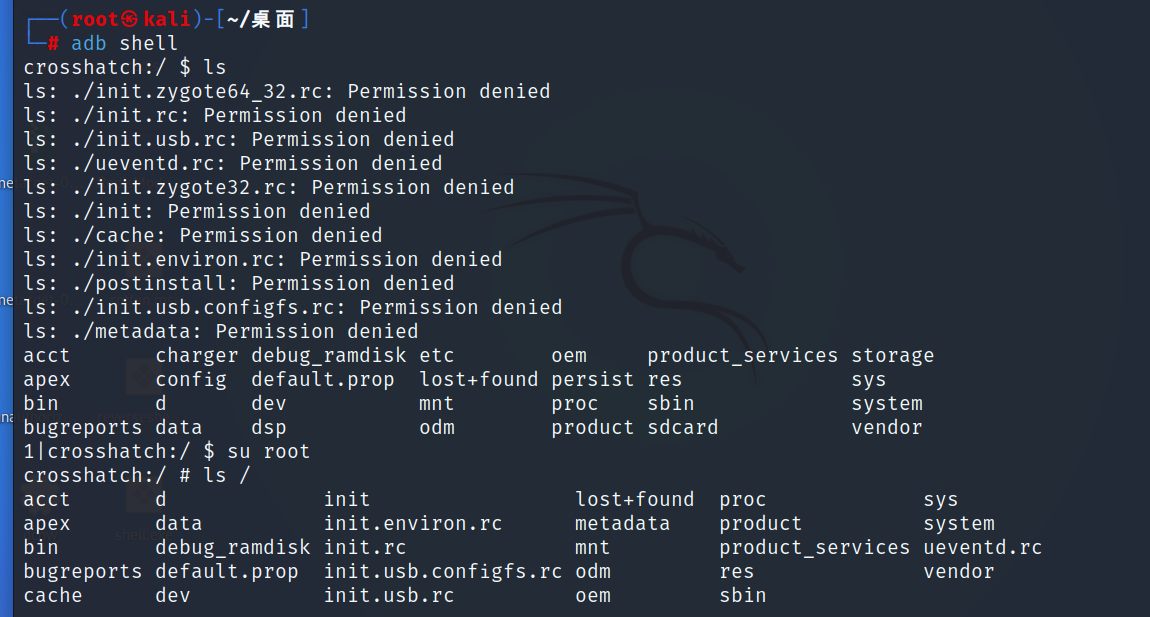 ┌──(root㉿kali)-[~/桌面]
└─# adb shell
crosshatch:/ $ ls
ls: ./init.zygote64_32.rc: Permission denied
ls: ./init.rc: Permission denied
ls: ./init.usb.rc: Permission denied
ls: ./ueventd.rc: Permission denied
ls: ./init.zygote32.rc: Permission denied
ls: ./init: Permission denied
ls: ./cache: Permission denied
ls: ./init.environ.rc: Permission denied
ls: ./postinstall: Permission denied
ls: ./init.usb.configfs.rc: Permission denied
ls: ./metadata: Permission denied
acct       charger debug_ramdisk etc        oem     product_services storage
apex       config  default.prop  lost+found persist res              sys
bin        d       dev           mnt        proc    sbin             system
bugreports data    dsp           odm        product sdcard           vendor
1|crosshatch:/ $ su root
crosshatch:/ # ls /
acct       d             init                 lost+found  proc             sys
apex       data          init.environ.rc      metadata    product          system
bin        debug_ramdisk init.rc              mnt         product_services ueventd.rc
bugreports default.prop  init.usb.configfs.rc odm         res              vendor
cache      dev           init.usb.rc          oem         sbin